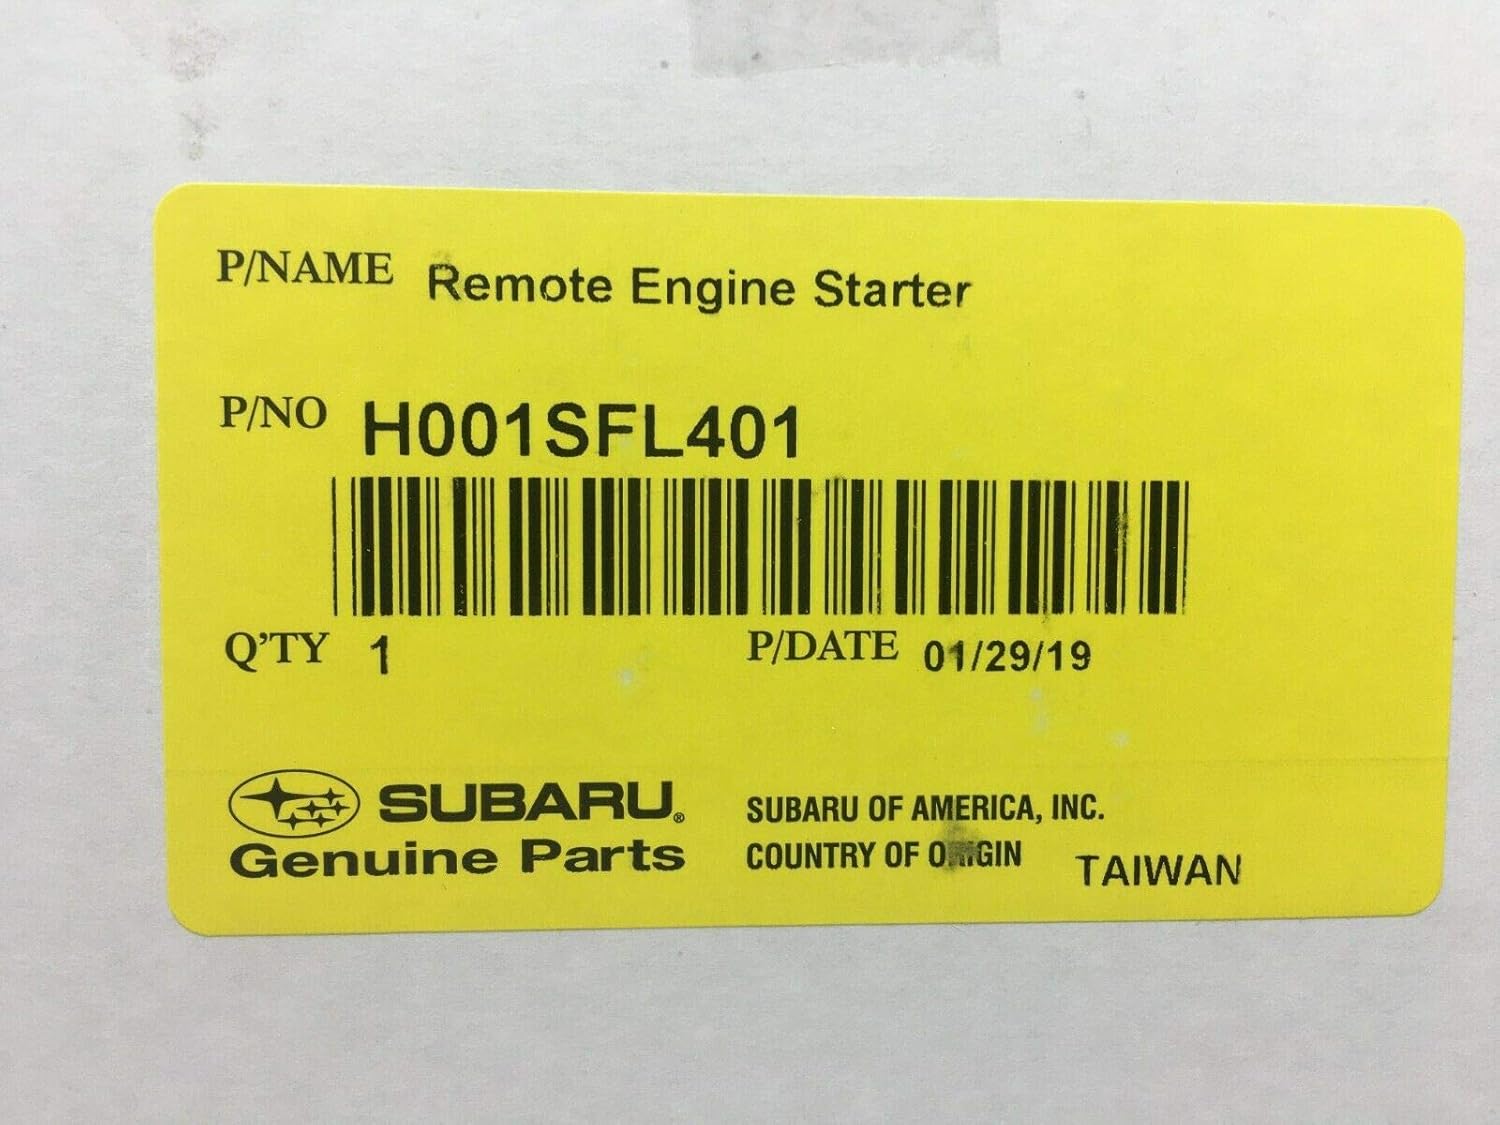 P/NAME Remote Engine Starter
P/NO H001SFL401
Q'TY 1 P/DATE 01/29/19
SUBARU®
Genuine Parts
SUBARU OF AMERICA, INC.
COUNTRY OF ORIGIN TAIWAN